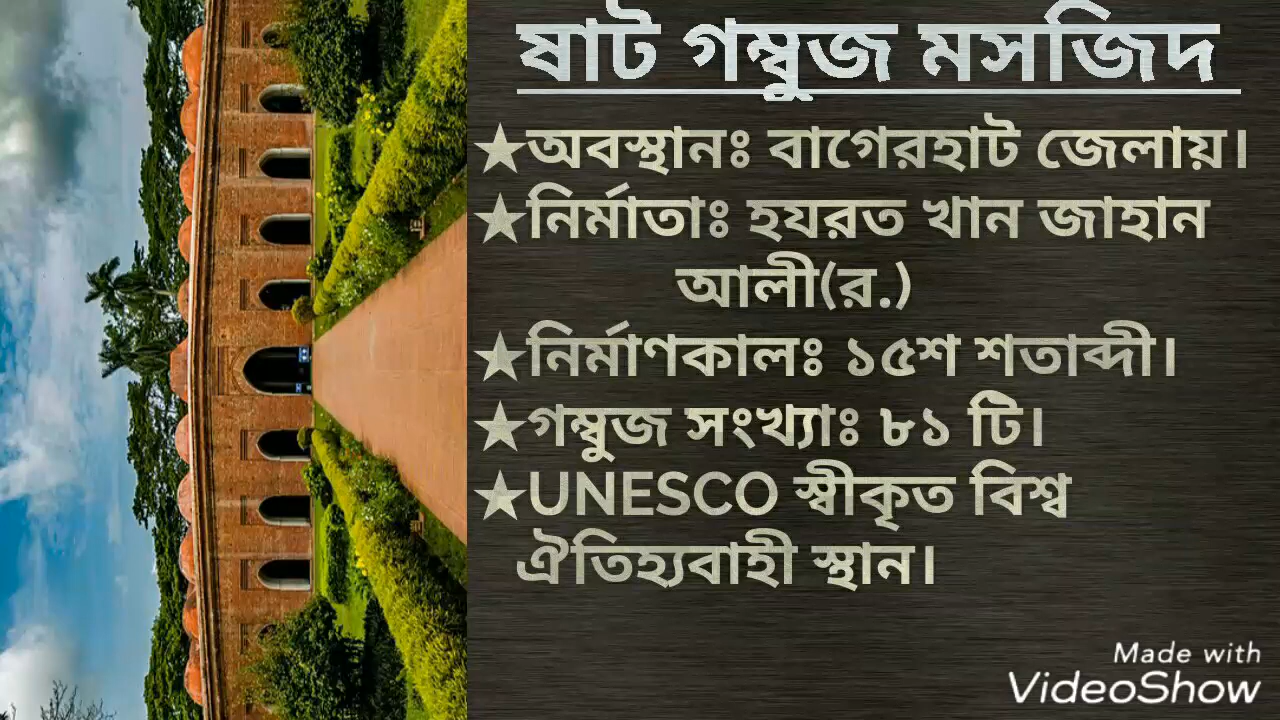 ষাট গম্বুজ মসজিদ
★অবস্থানঃ বাগেরহাট জেলায়।
★নির্মাতাঃ হযরত খান জাহান
আলী(র.)
★নির্মাণকালঃ ১৫শ শতাব্দী।
★গম্বুজ সংখ্যাঃ ৮১ টি।
★UNESCO স্বীকৃত বিশ্ব
ঐতিহ্যবাহী স্থান।
Made with
VideoShow